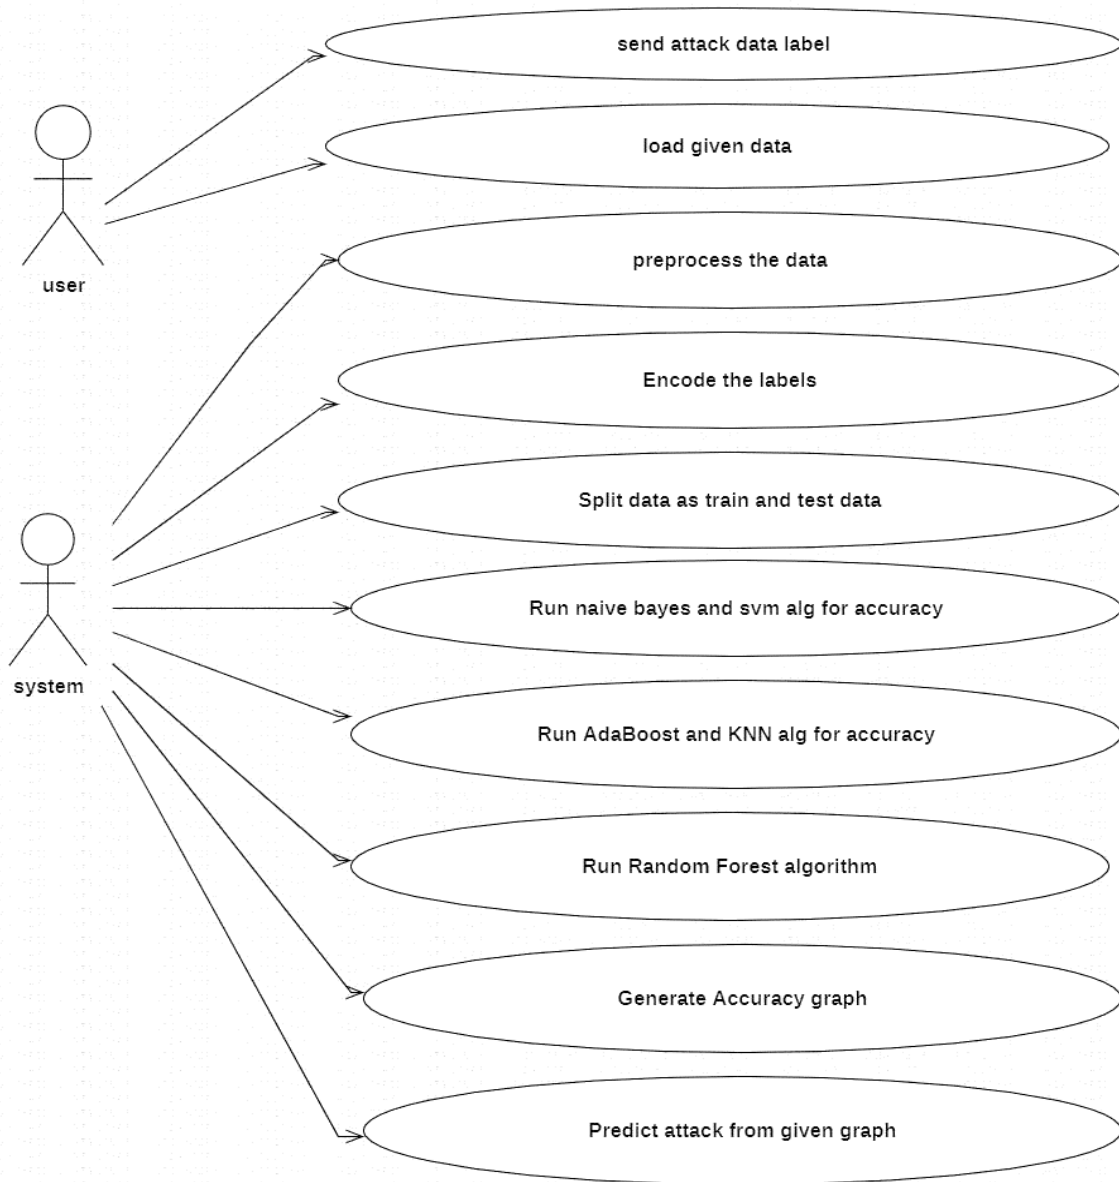 send attack data label
load given data
user
preprocess the data
Encode the labels
Split data as train and test data
Run naive bayes and svm alg for accuracy
system
Run AdaBoost and KNN alg for accuracy
Run Random Forest algorithm
Generate Accuracy graph
Predict attack from given graph